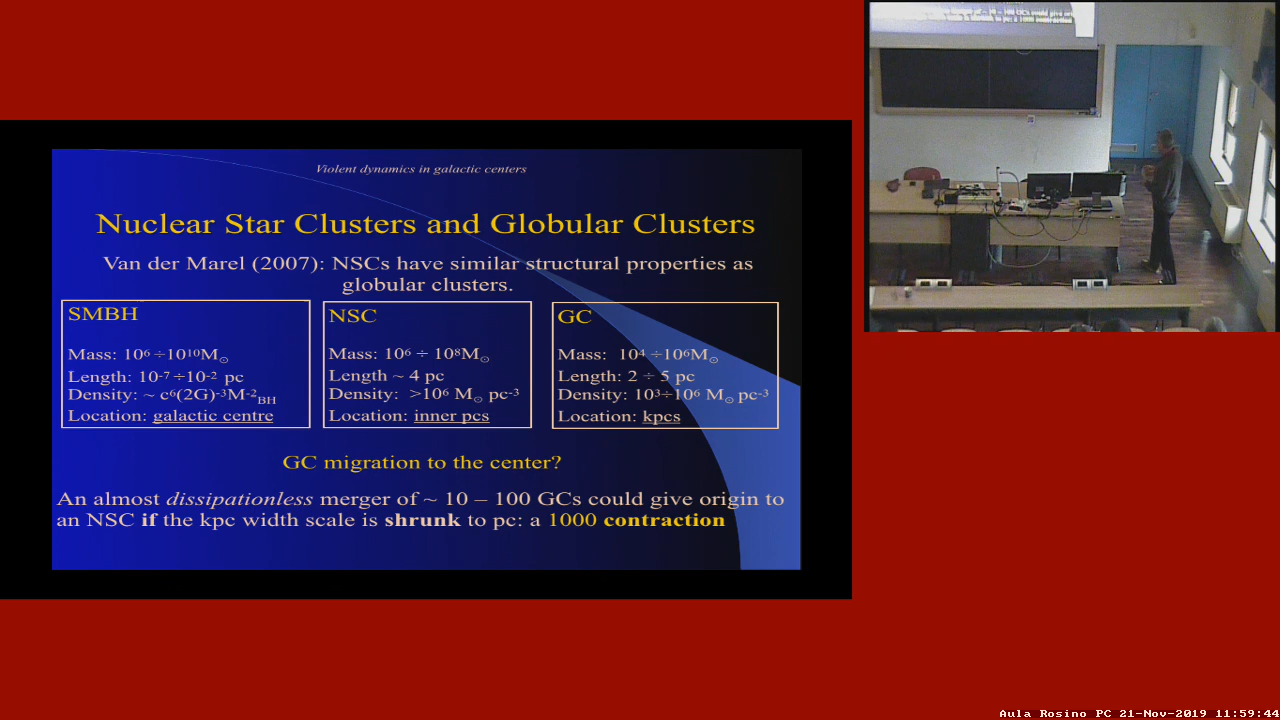 Violent dynamics in galactic centers
Nuclear Star Clusters and Globular Clusters
Van der Marel (2007): NSCs have similar structural properties as
globular clusters.
SMBH
Mass: 10⁶ ÷10¹⁰M☉
Length: 10⁻⁷ ÷10⁻² pc
Density: ~ c⁶(2G)⁻³M⁻²BH
Location: galactic centre
NSC
Mass: 10⁶ ÷ 10⁸M☉
Length ~ 4 pc
Density: >10⁶ M☉ pc⁻³
Location: inner pcs
GC
Mass: 10⁴ ÷10⁶M☉
Length: 2 ÷ 5 pc
Density: 10³÷10⁶ M☉ pc⁻³
Location: kpcs
GC migration to the center?
An almost dissipationless merger of ~ 10 – 100 GCs could give origin to
an NSC if the kpc width scale is shrunk to pc: a 1000 contraction
Aula Rosino PC 21-Nov-2019 11:59:44